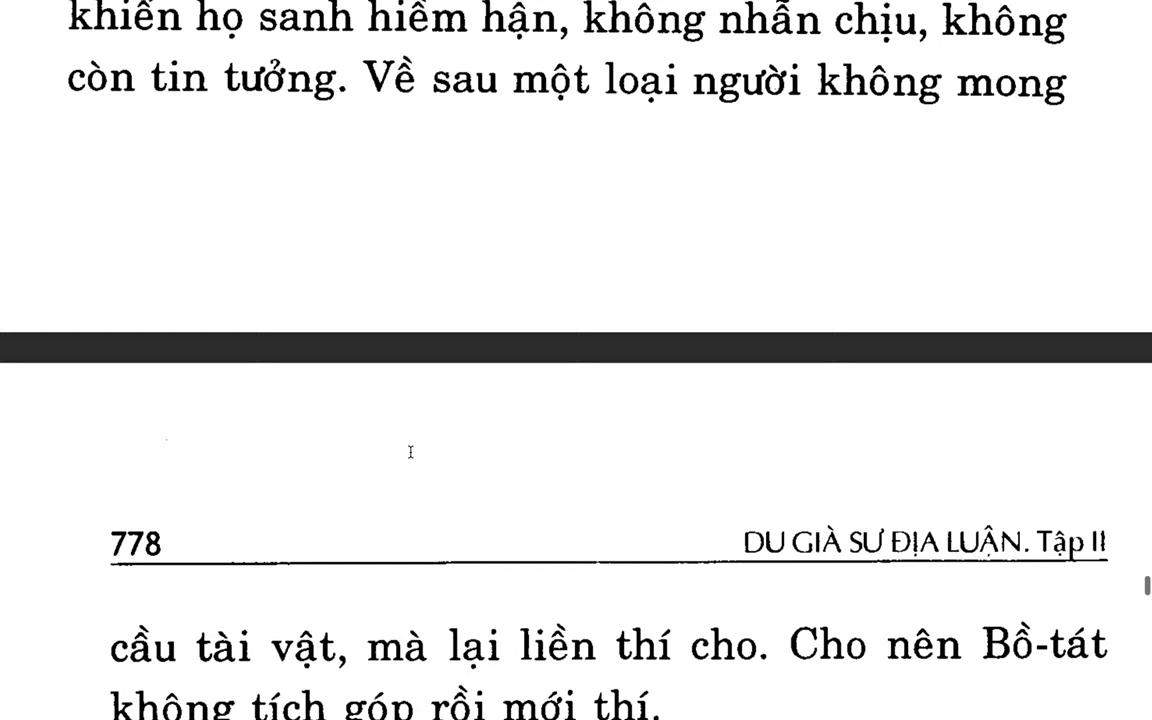 khiến họ sanh hiềm hận, không nhẫn chịu, không
còn tin tưởng. Về sau một loại người không mong
778
DU GIÀ SƯ ĐỊA LUẬN. Tập II
cầu tài vật, mà lại liền thí cho. Cho nên Bồ-tát
không tích góp rồi mới thí.